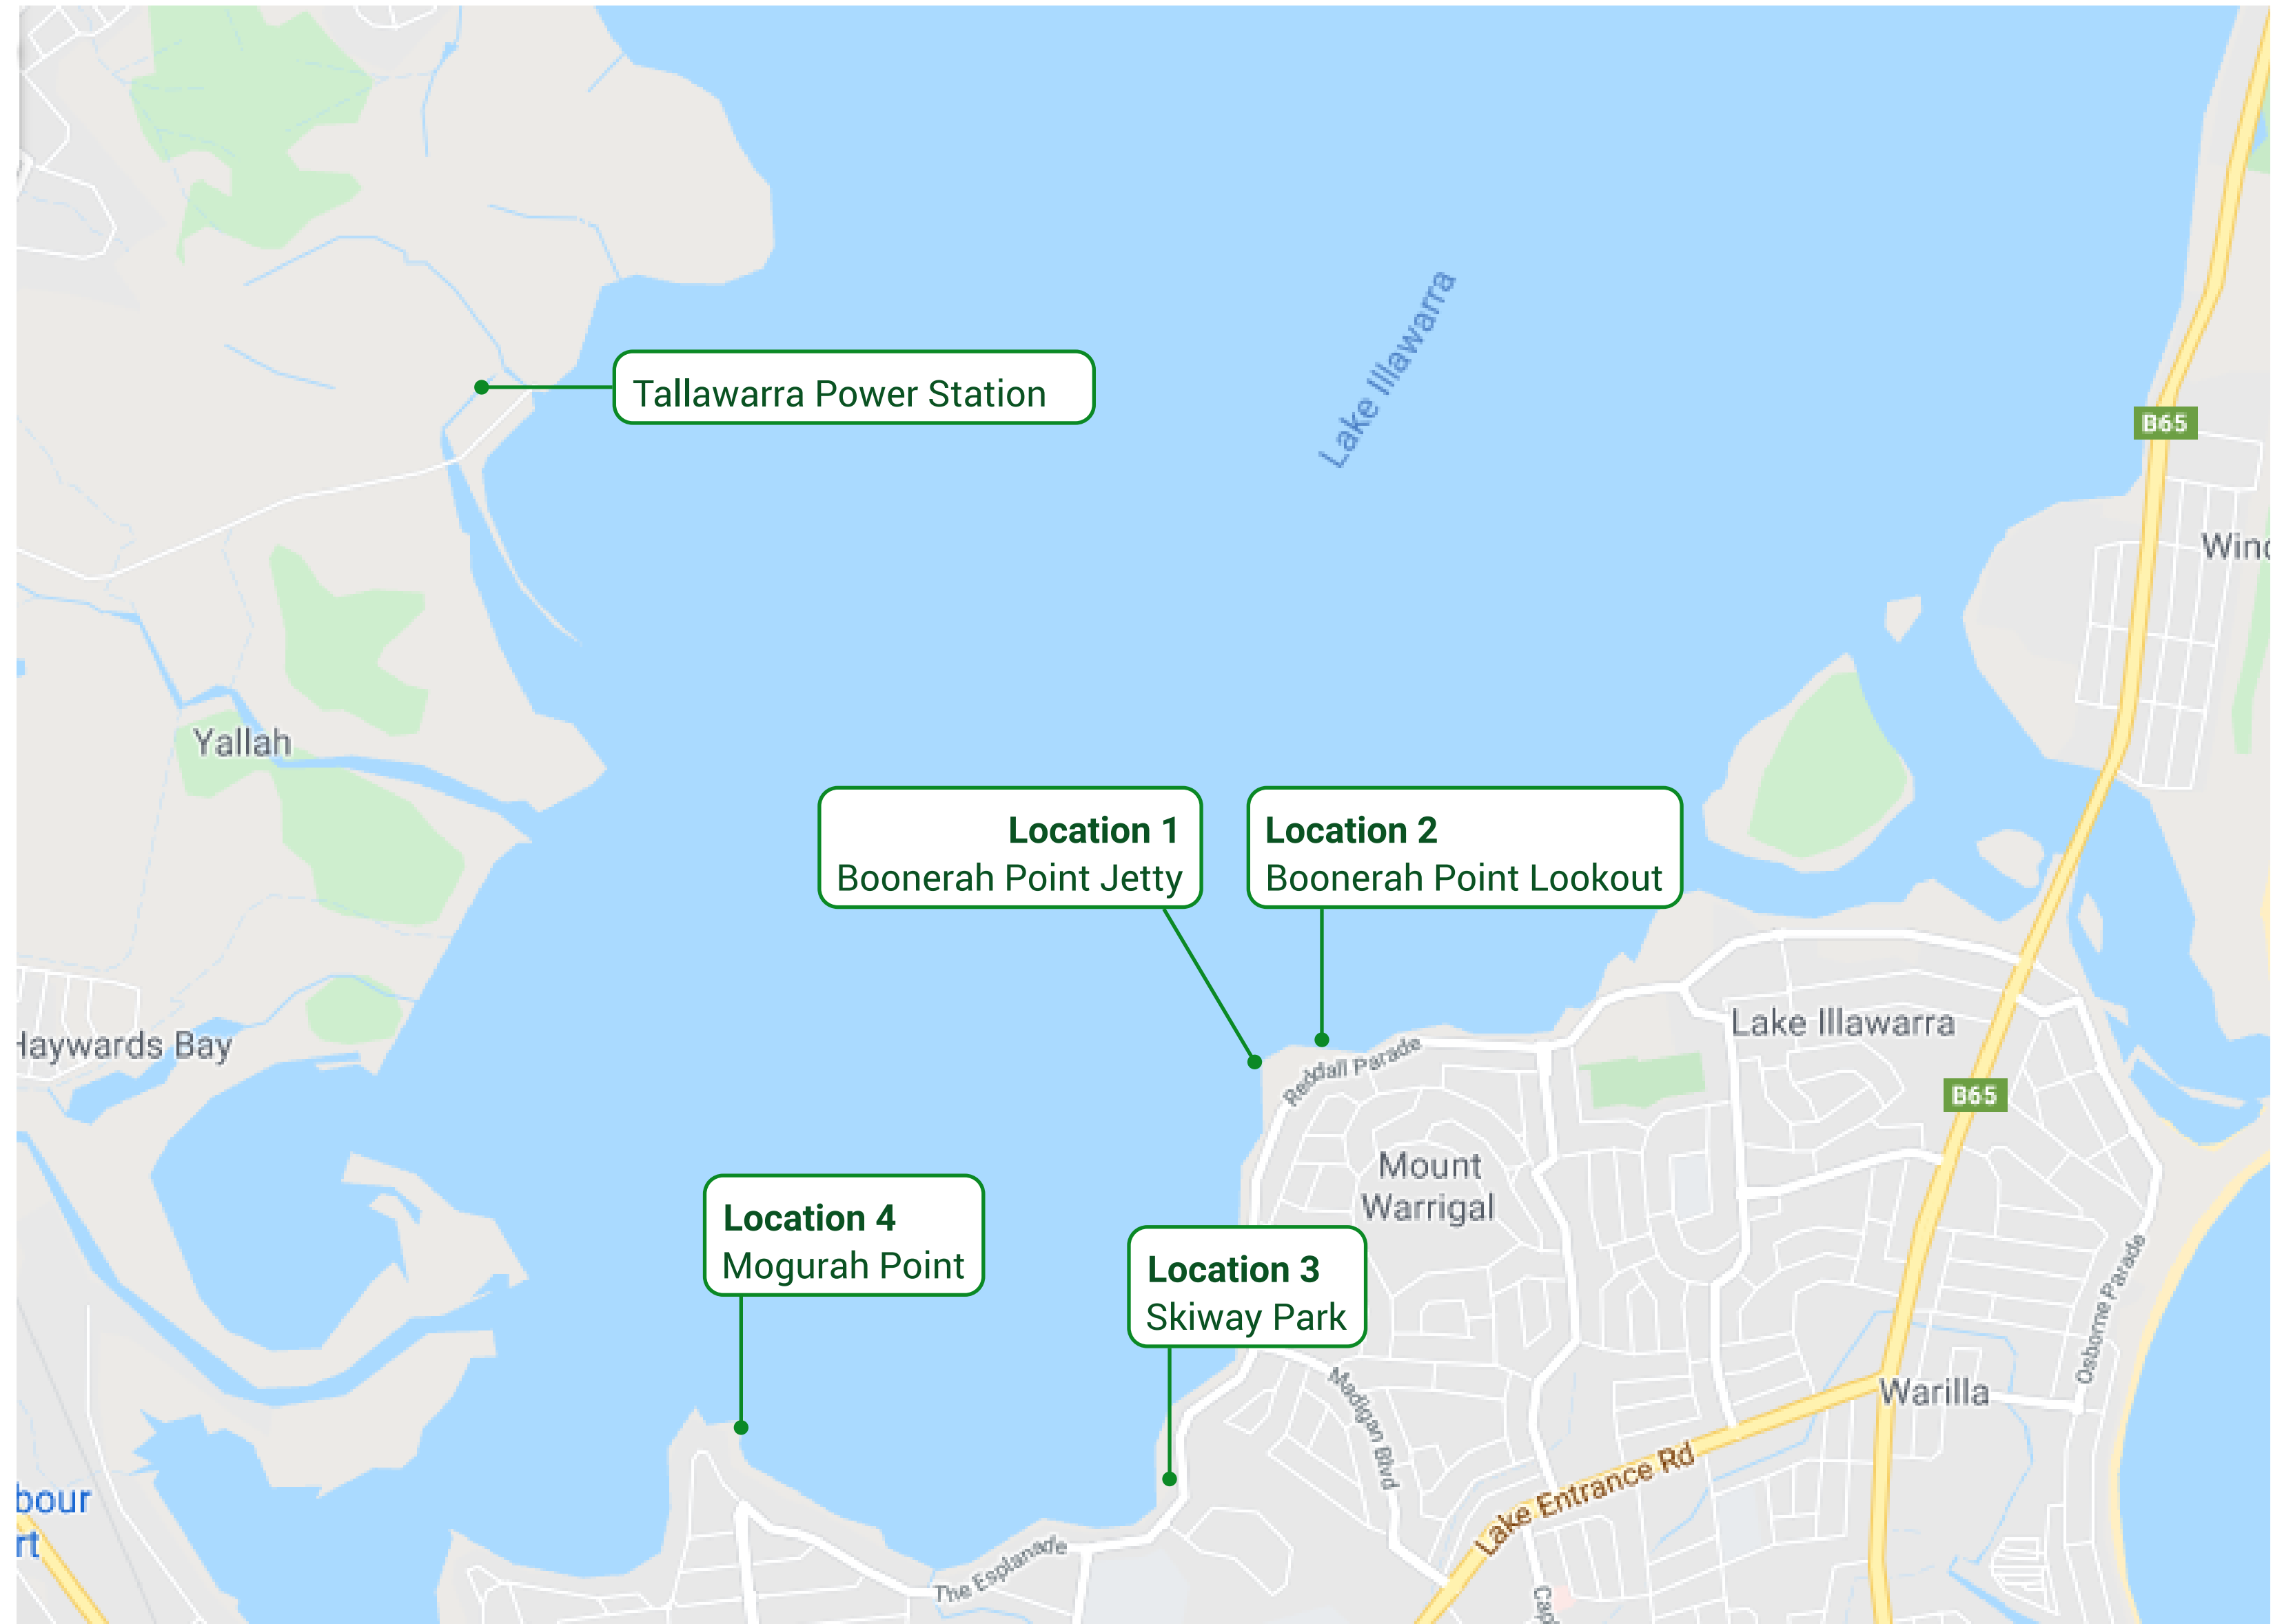 Lake Illawarra
Tallawarra Power Station
B65
Yallah
Location 1
Boonerah Point Jetty
Location 2
Boonerah Point Lookout
Haywards Bay
Reddall Parade
Lake Illawarra
B65
Mount
Warrigal
Location 4
Mogurah Point
Location 3
Skiway Park
Osborne Parade
Madigan Blvd
Warilla
Lake Entrance Rd
The Esplanade